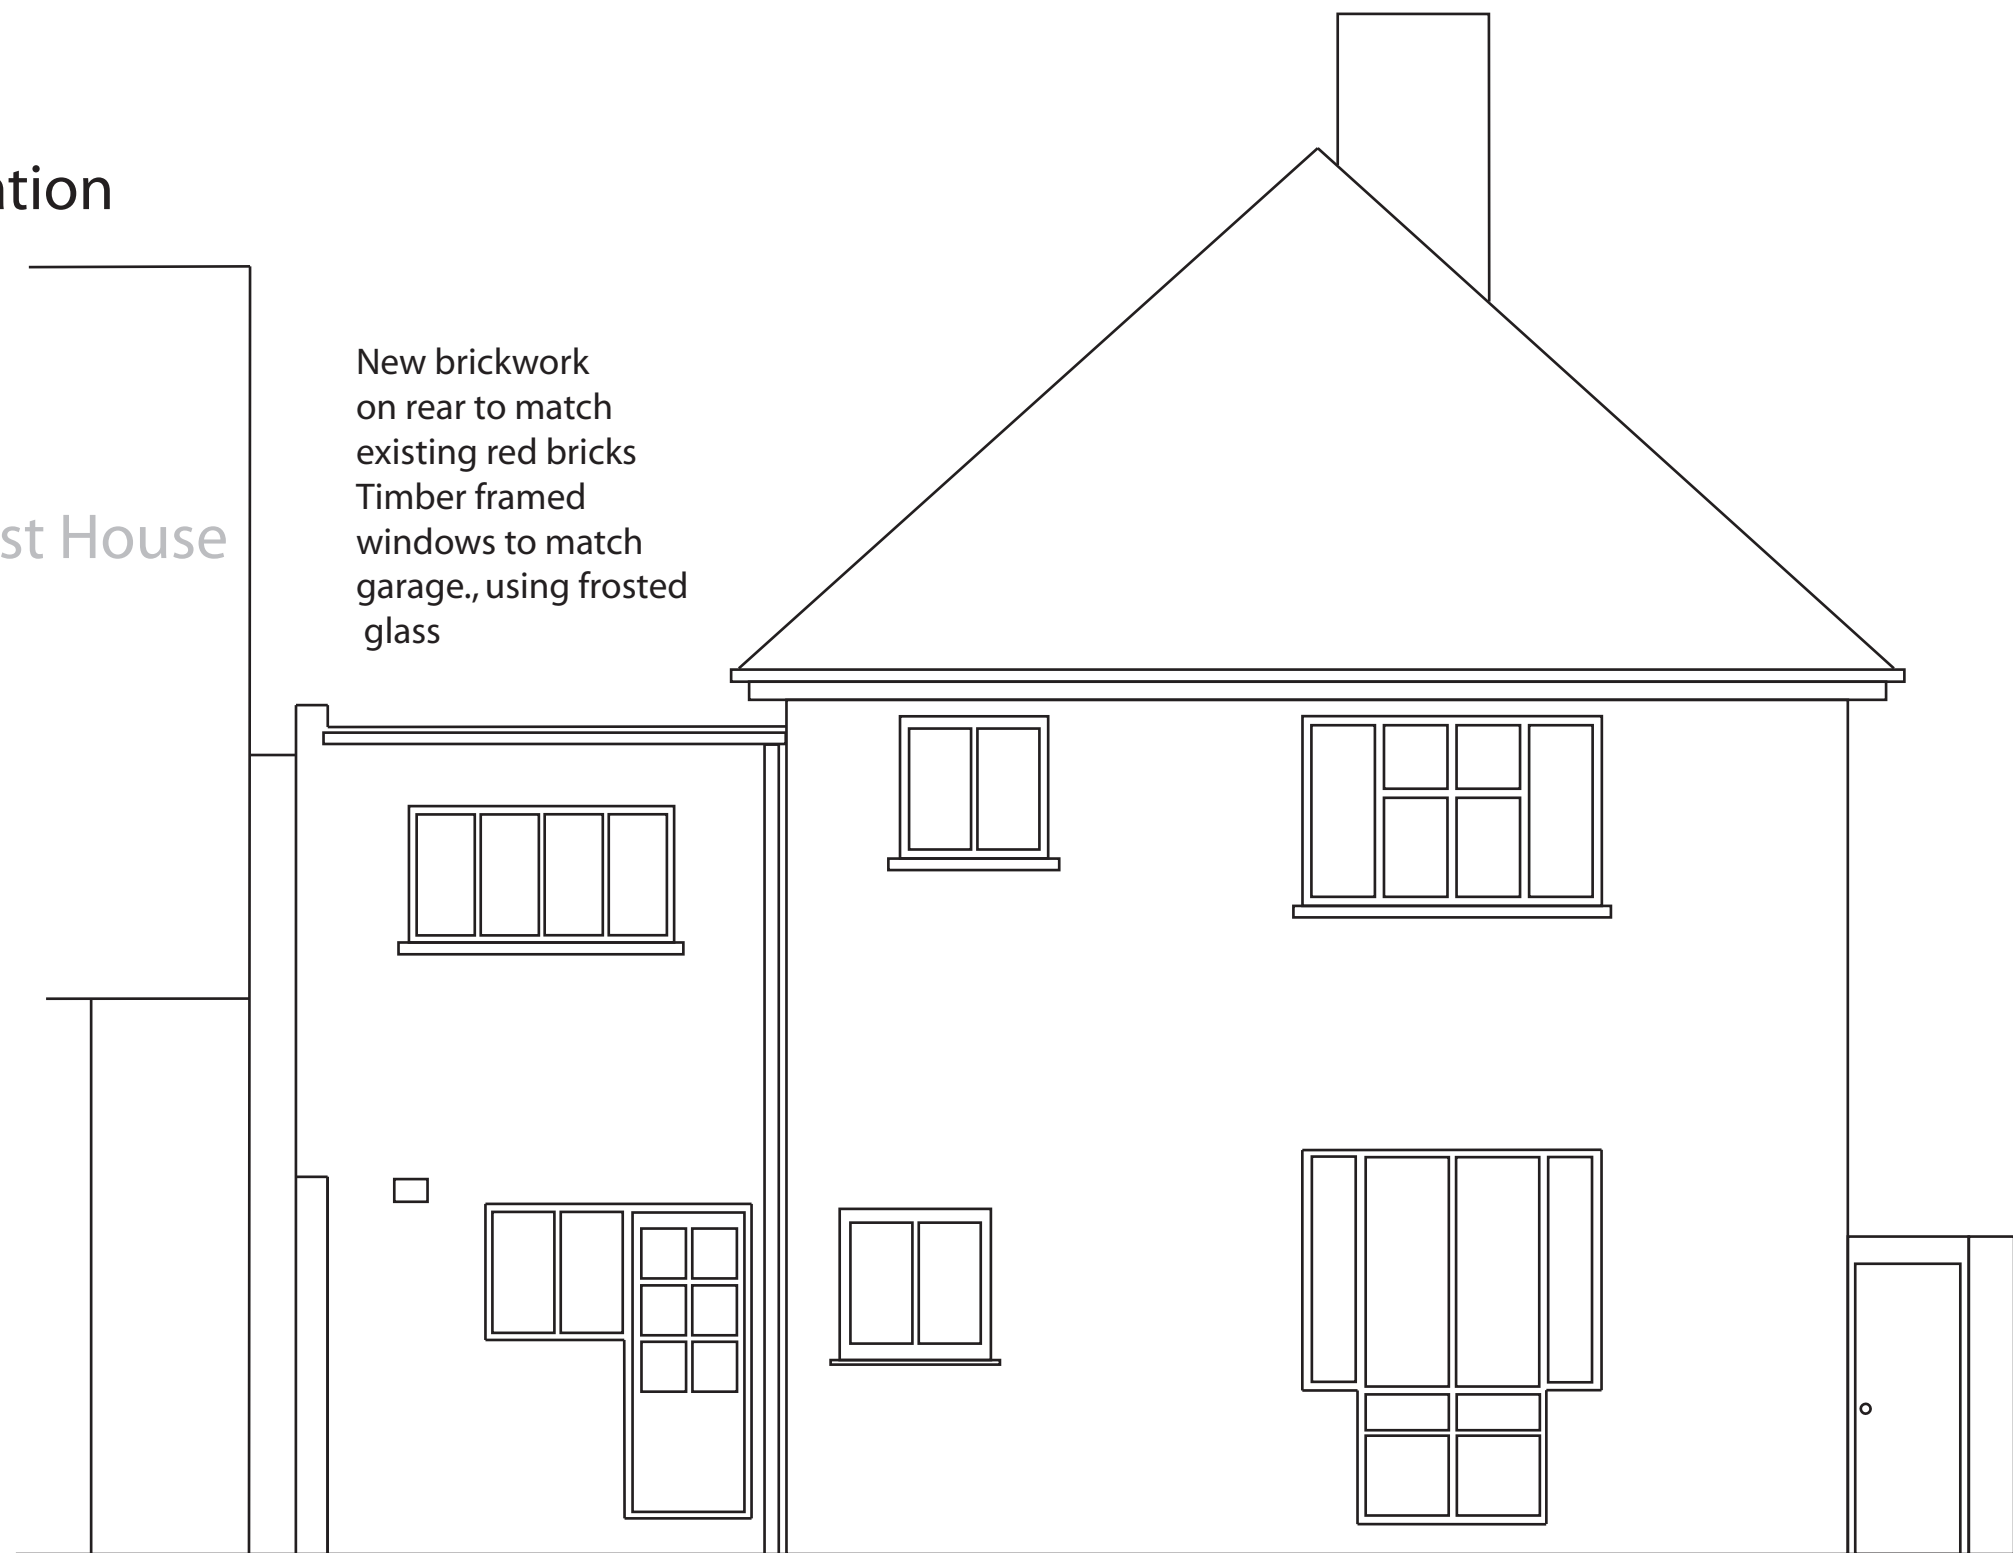 ation
New brickwork
on rear to match
existing red bricks
Timber framed
windows to match
garage., using frosted
glass
st House